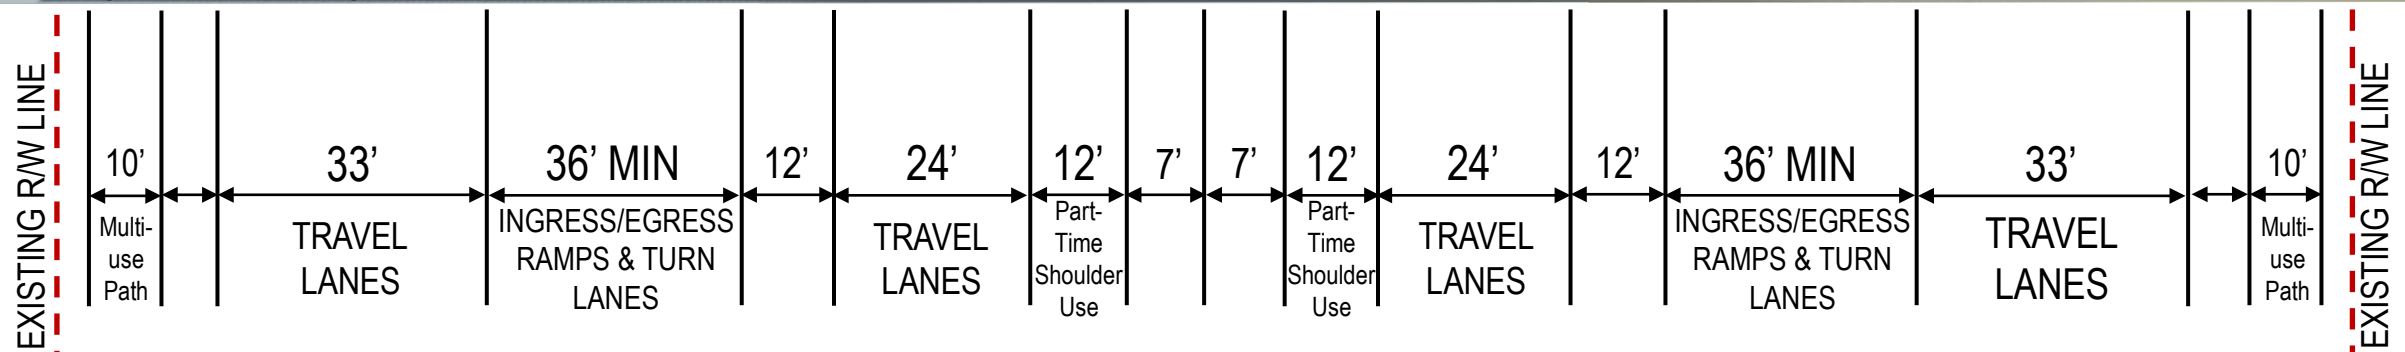 EXISTING R/W LINE
10’
33’
36’ MIN
12’
24’
12’
7’
7’
12’
24’
12’
36’ MIN
33’
10’
Multi-
use
Path
TRAVEL
LANES
INGRESS/EGRESS
RAMPS & TURN
LANES
TRAVEL
LANES
Part-
Time
Shoulder
Use
Part-
Time
Shoulder
Use
TRAVEL
LANES
INGRESS/EGRESS
RAMPS & TURN
LANES
TRAVEL
LANES
Multi-
use
Path
EXISTING R/W LINE